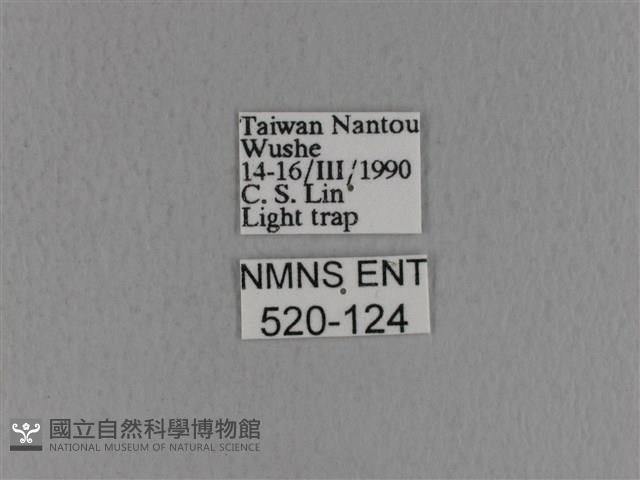 Taiwan Nantou
Wushe
14-16/III/1990
C. S. Lin
Light trap
NMNS ENT
520-124
國立自然科學博物館
NATIONAL MUSEUM OF NATURAL SCIENCE